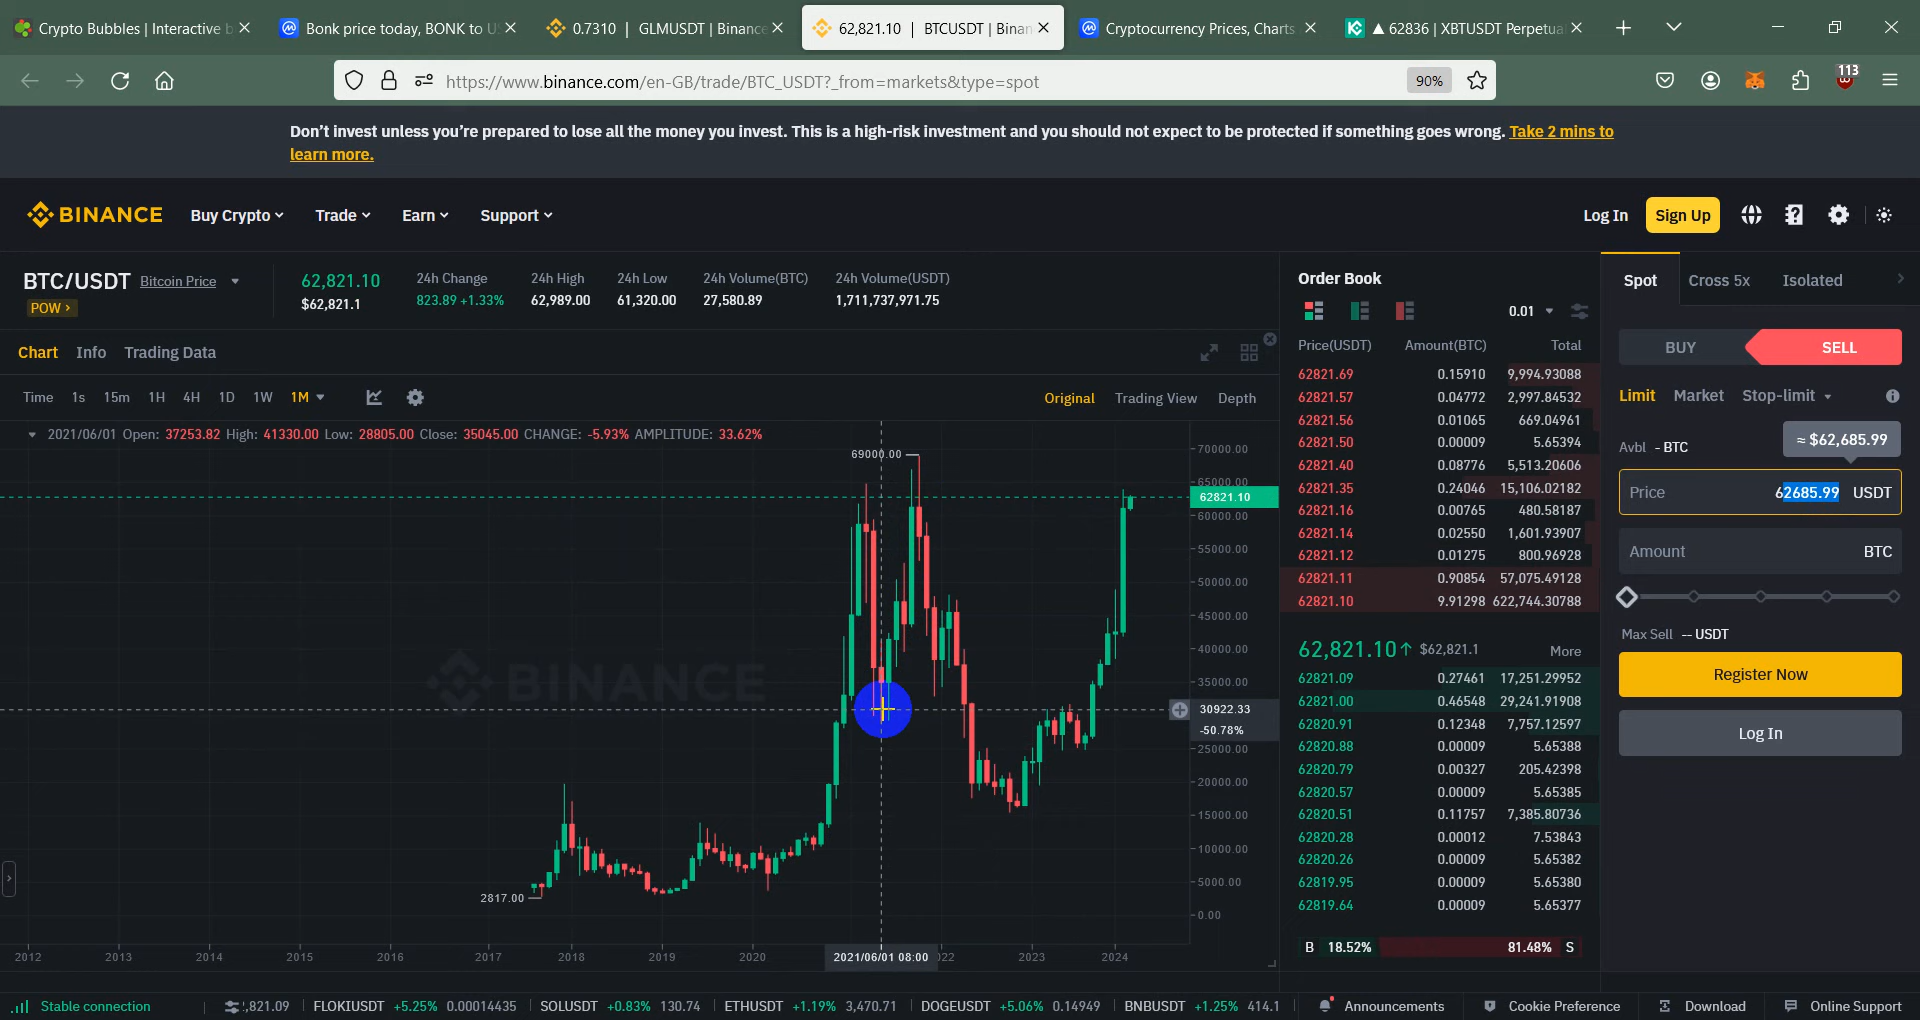 Crypto Bubbles | Interactive b
Bonk price today, BONK to U
0.7310 | GLMUSDT | Binance
62,821.10 | BTCUSDT | Binan
Cryptocurrency Prices, Charts
▲ 62836 | XBTUSDT Perpetua
https://www.binance.com/en-GB/trade/BTC_USDT?_from=markets&type=spot
90%
113
Don't invest unless you're prepared to lose all the money you invest. This is a high-risk investment and you should not expect to be protected if something goes wrong. Take 2 mins to
learn more.
BINANCE
Buy Crypto
Trade
Earn
Support
Log In
Sign Up
BTC/USDT
Bitcoin Price
POW
62,821.10
$62,821.1
24h Change
823.89 +1.33%
24h High
62,989.00
24h Low
61,320.00
24h Volume(BTC)
27,580.89
24h Volume(USDT)
1,711,737,971.75
Chart
Info
Trading Data
Time 1s 15m 1H 4H 1D 1W 1M
Original
Trading View
Depth
2021/06/01 Open: 37253.82 High: 41330.00 Low: 28805.00 Close: 35045.00 CHANGE: -5.93% AMPLITUDE: 33.62%
69000.00
2817.00
BINANCE
70000.00
65000.00
62821.10
60000.00
55000.00
50000.00
45000.00
40000.00
35000.00
30922.33
-50.78%
25000.00
20000.00
15000.00
10000.00
5000.00
0.00
2012 2013 2014 2015 2016 2017 2018 2019 2020 2021/06/01 08:00 022 2023 2024
Order Book
0.01
Price(USDT) Amount(BTC) Total
62821.69 0.15910 9,994.93088
62821.57 0.04772 2,997.84532
62821.56 0.01065 669.04961
62821.50 0.00009 5.65394
62821.40 0.08776 5,513.20606
62821.35 0.24046 15,106.02182
62821.16 0.00765 480.58187
62821.14 0.02550 1,601.93907
62821.12 0.01275 800.96928
62821.11 0.90854 57,075.49128
62821.10 9.91298 622,744.30788
62,821.10↑ $62,821.1 More
62821.09 0.27461 17,251.29952
62821.00 0.46548 29,241.91908
62820.91 0.12348 7,757.12597
62820.88 0.00009 5.65388
62820.79 0.00327 205.42398
62820.57 0.00009 5.65385
62820.51 0.11757 7,385.80736
62820.28 0.00012 7.53843
62820.26 0.00009 5.65382
62819.95 0.00009 5.65380
62819.64 0.00009 5.65377
B 18.52% 81.48% S
Spot
Cross 5x
Isolated
BUY
SELL
Limit
Market
Stop-limit
Avbl - BTC
≈ $62,685.99
Price 62685.99 USDT
Amount BTC
Max Sell -- USDT
Register Now
Log In
Stable connection
:,821.09
FLOKIUSDT +5.25% 0.00014435
SOLUSDT +0.83% 130.74
ETHUSDT +1.19% 3,470.71
DOGEUSDT +5.06% 0.14949
BNBUSDT +1.25% 414.1
Announcements
Cookie Preference
Download
Online Support